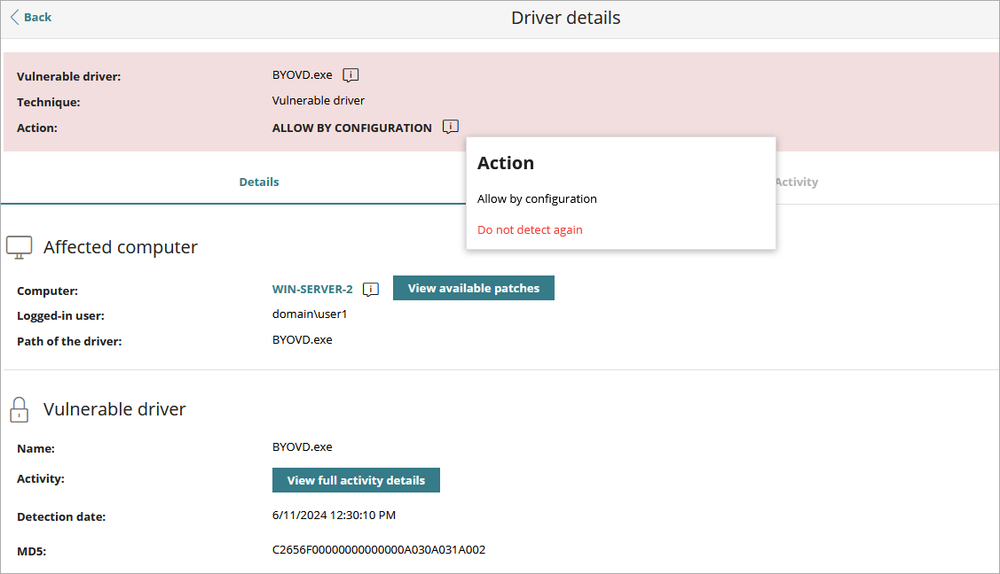 Back
Driver details
Vulnerable driver: BYOVD.exe
Technique: Vulnerable driver
Action: ALLOW BY CONFIGURATION
Action
Allow by configuration
Do not detect again
Details
Activity
Affected computer
Computer: WIN-SERVER-2 View available patches
Logged-in user: domain\user1
Path of the driver: BYOVD.exe
Vulnerable driver
Name: BYOVD.exe
Activity: View full activity details
Detection date: 6/11/2024 12:30:10 PM
MD5: C2656F00000000000000A030A031A002